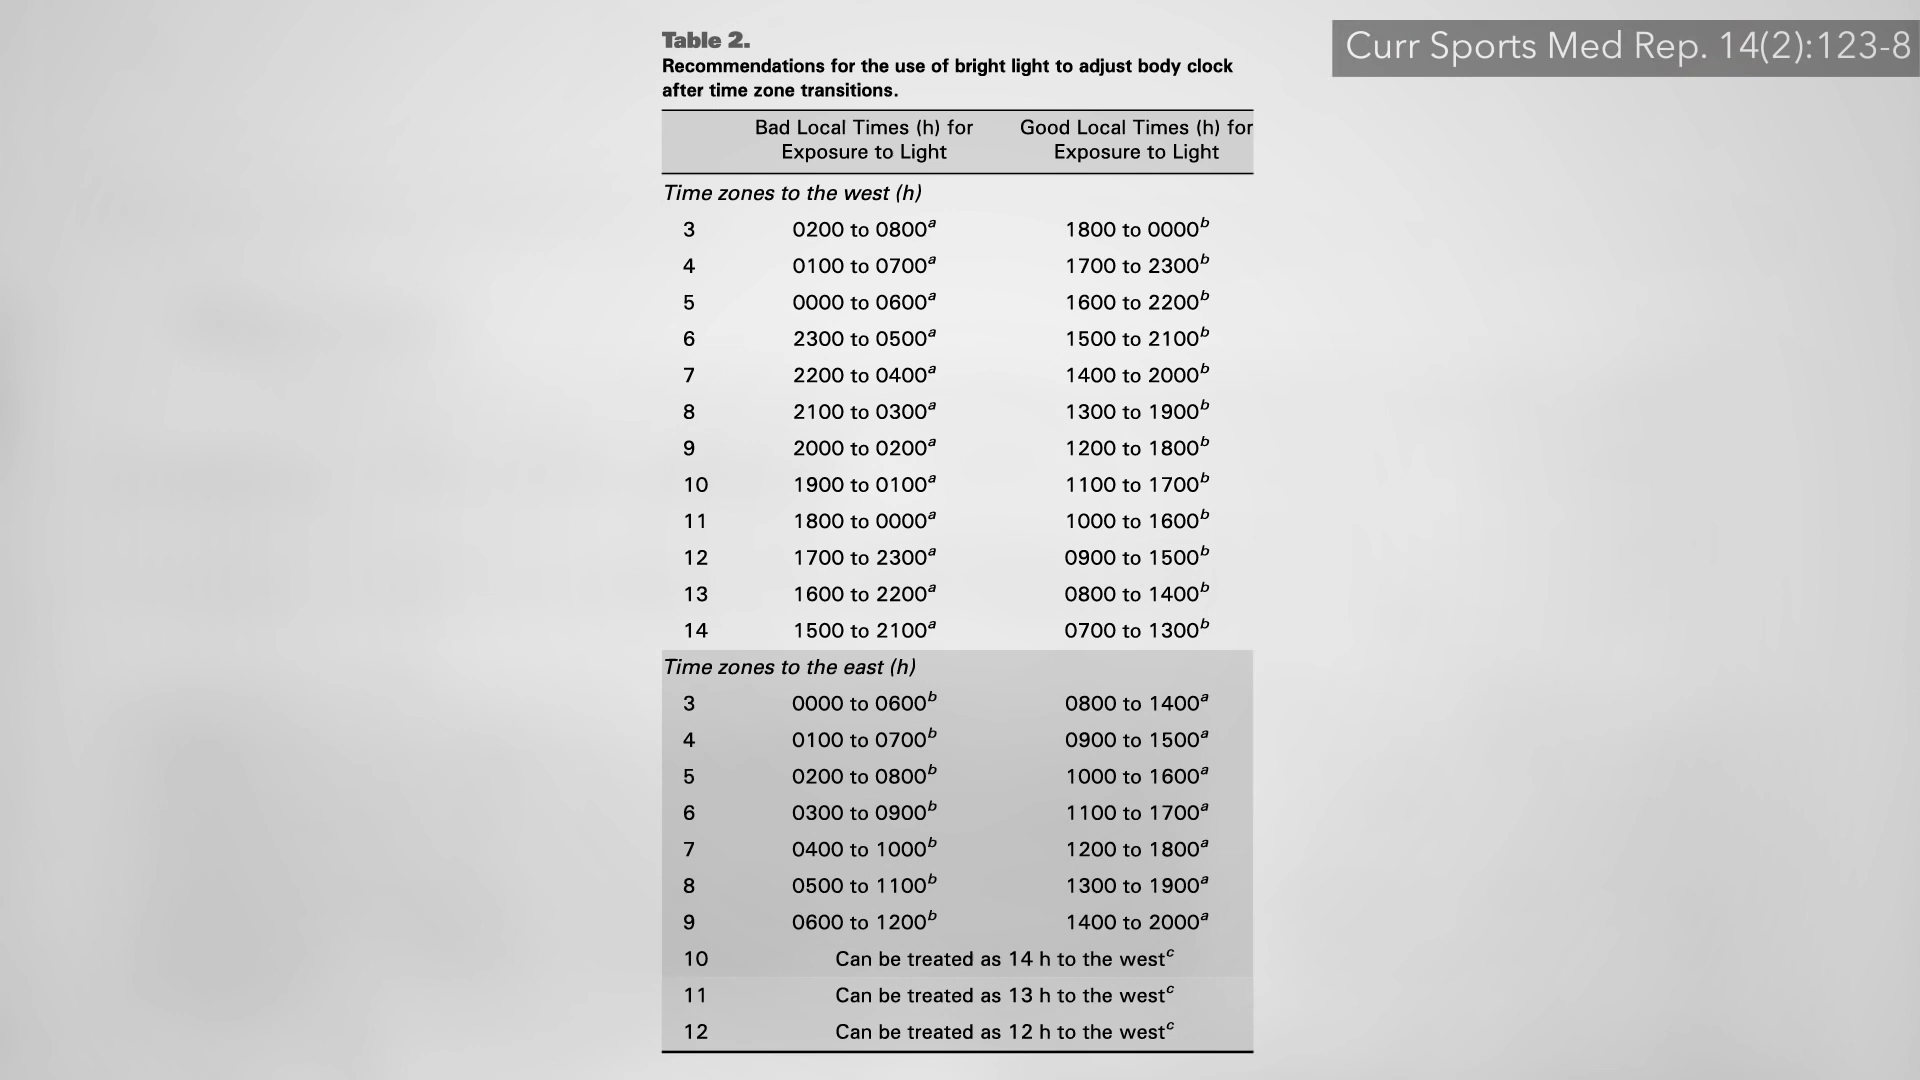 Table 2.
Recommendations for the use of bright light to adjust body clock
after time zone transitions.
Curr Sports Med Rep. 14(2):123-8
Bad Local Times (h) for Exposure to Light	Good Local Times (h) for Exposure to Light
Time zones to the west (h)
3	0200 to 0800ᵃ	1800 to 0000ᵇ
4	0100 to 0700ᵃ	1700 to 2300ᵇ
5	0000 to 0600ᵃ	1600 to 2200ᵇ
6	2300 to 0500ᵃ	1500 to 2100ᵇ
7	2200 to 0400ᵃ	1400 to 2000ᵇ
8	2100 to 0300ᵃ	1300 to 1900ᵇ
9	2000 to 0200ᵃ	1200 to 1800ᵇ
10	1900 to 0100ᵃ	1100 to 1700ᵇ
11	1800 to 0000ᵃ	1000 to 1600ᵇ
12	1700 to 2300ᵃ	0900 to 1500ᵇ
13	1600 to 2200ᵃ	0800 to 1400ᵇ
14	1500 to 2100ᵃ	0700 to 1300ᵇ
Time zones to the east (h)
3	0000 to 0600ᵇ	0800 to 1400ᵃ
4	0100 to 0700ᵇ	0900 to 1500ᵃ
5	0200 to 0800ᵇ	1000 to 1600ᵃ
6	0300 to 0900ᵇ	1100 to 1700ᵃ
7	0400 to 1000ᵇ	1200 to 1800ᵃ
8	0500 to 1100ᵇ	1300 to 1900ᵃ
9	0600 to 1200ᵇ	1400 to 2000ᵃ
10	Can be treated as 14 h to the westᶜ
11	Can be treated as 13 h to the westᶜ
12	Can be treated as 12 h to the westᶜ